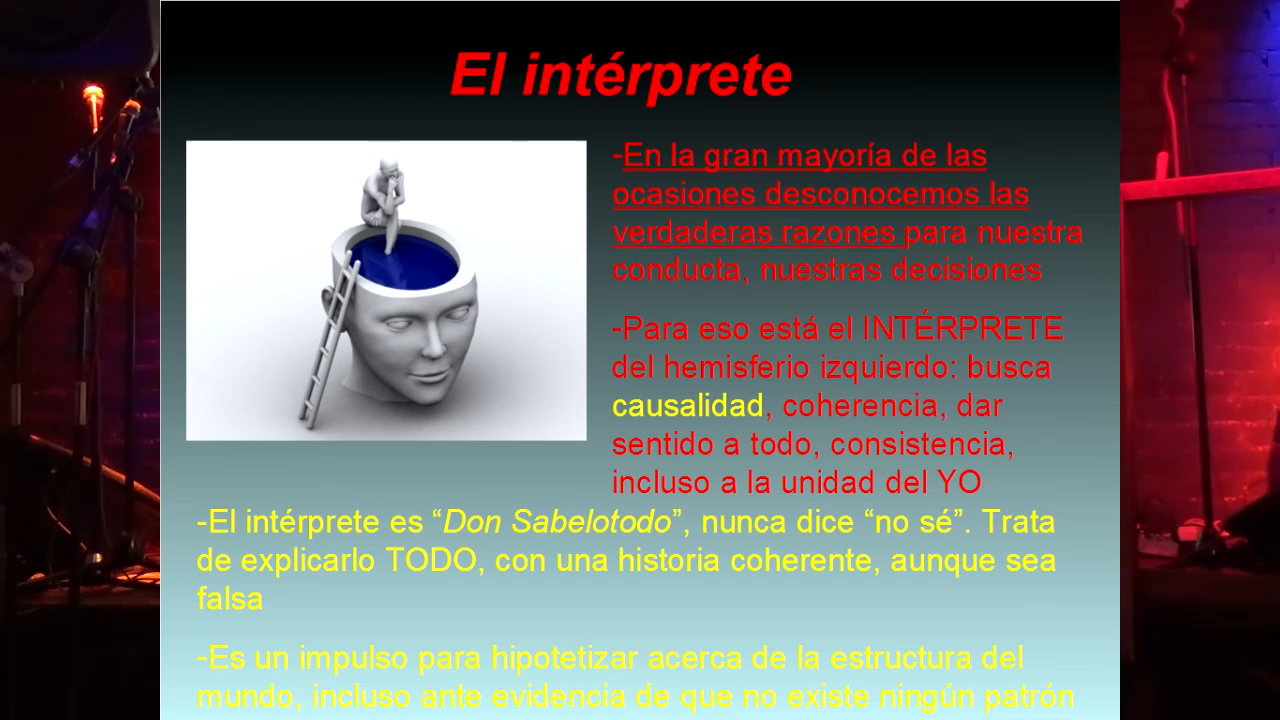 El intérprete
-En la gran mayoría de las
ocasiones desconocemos las
verdaderas razones para nuestra
conducta, nuestras decisiones
-Para eso está el INTÉRPRETE
del hemisferio izquierdo: busca
causalidad, coherencia, dar
sentido a todo, consistencia,
incluso a la unidad del YO
-El intérprete es “Don Sabelotodo”, nunca dice “no sé”. Trata
de explicarlo TODO, con una historia coherente, aunque sea
falsa
-Es un impulso para hipotetizar acerca de la estructura del
mundo, incluso ante evidencia de que no existe ningún patrón